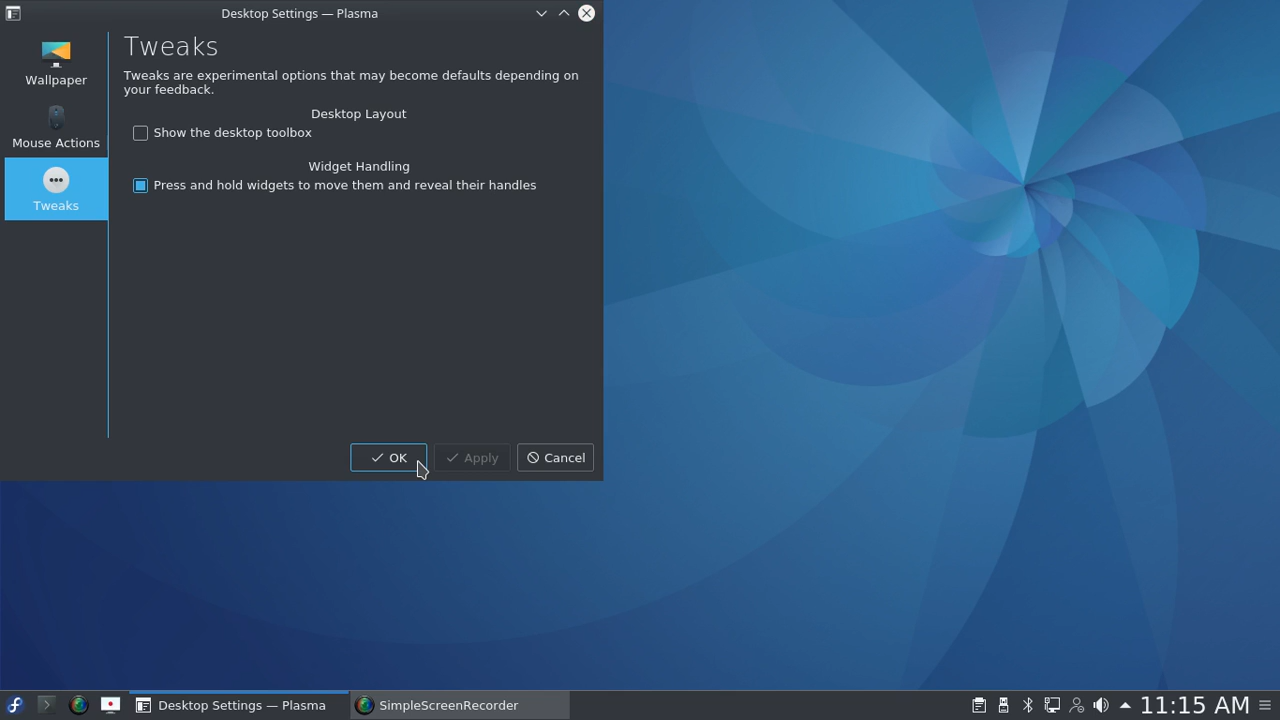 Desktop Settings — Plasma
Wallpaper
Mouse Actions
Tweaks
Tweaks
Tweaks are experimental options that may become defaults depending on
your feedback.
Desktop Layout
Show the desktop toolbox
Widget Handling
Press and hold widgets to move them and reveal their handles
OK
Apply
Cancel
Desktop Settings — Plasma
SimpleScreenRecorder
11:15 AM